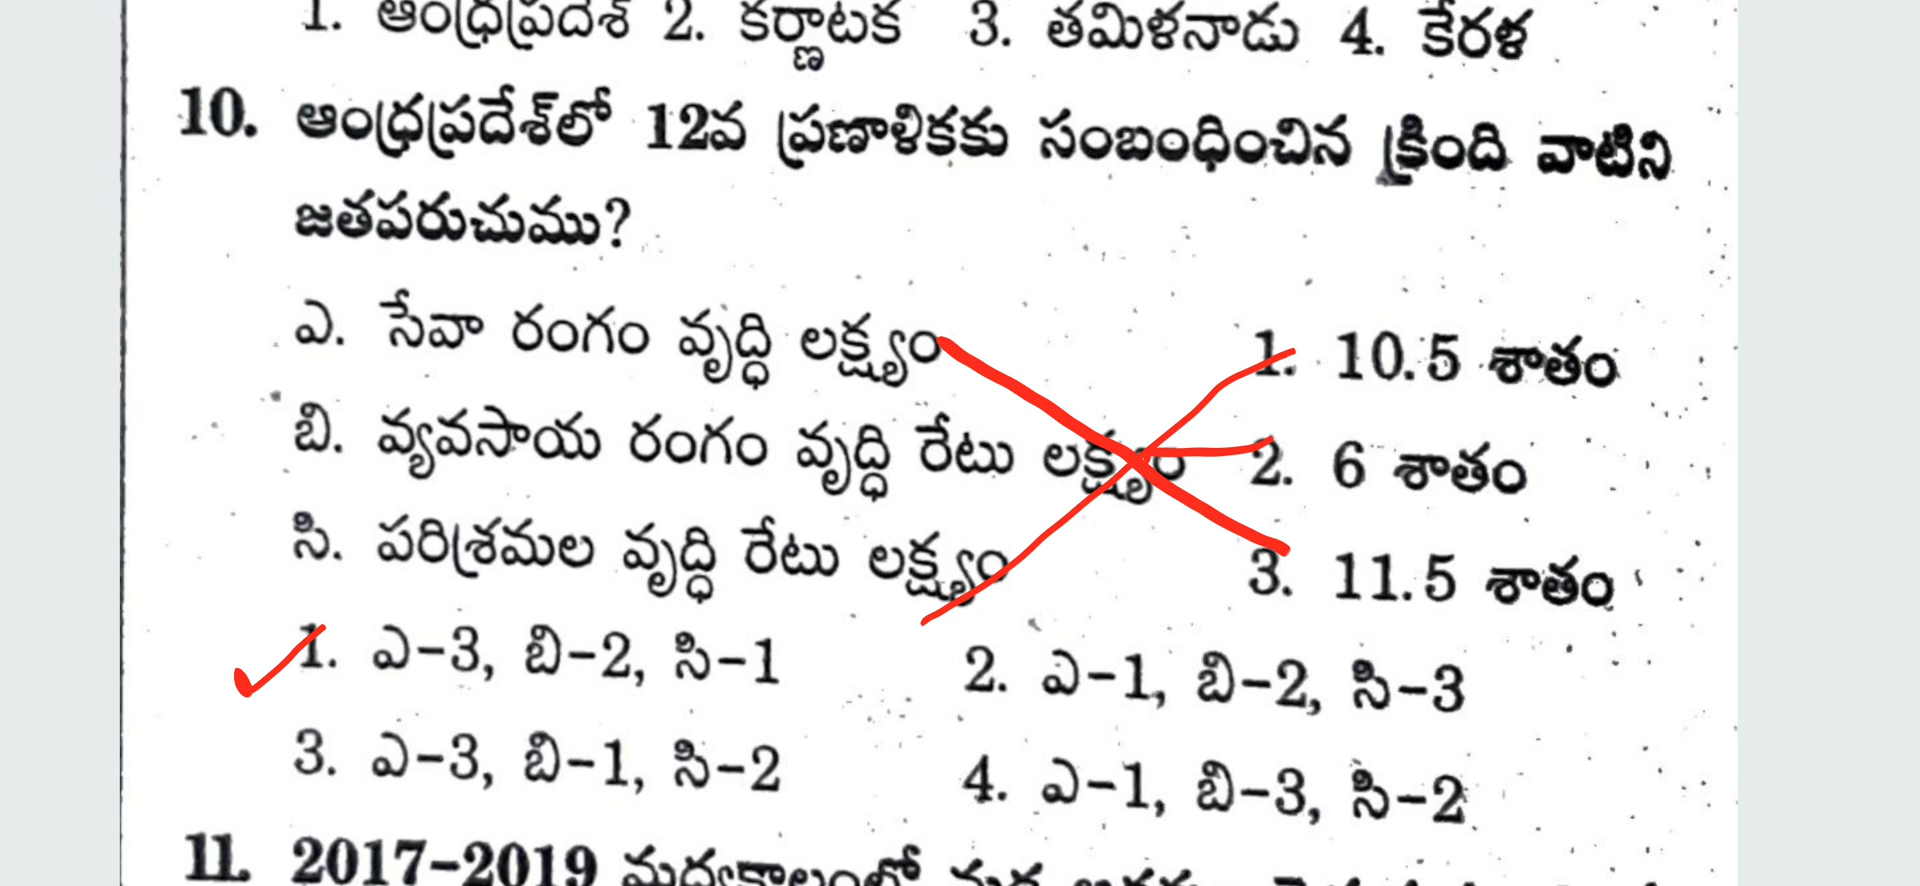 1. ఆంధ్రప్రదేశ్ 2. కర్ణాటక 3. తమిళనాడు 4. కేరళ
10. ఆంధ్రప్రదేశ్‌లో 12వ ప్రణాళికకు సంబంధించిన క్రింది వాటిని
జతపరుచుము?
ఎ. సేవా రంగం వృద్ధి లక్ష్యం 1. 10.5 శాతం
బి. వ్యవసాయ రంగం వృద్ధి రేటు లక్ష్యం 2. 6 శాతం
సి. పరిశ్రమల వృద్ధి రేటు లక్ష్యం 3. 11.5 శాతం
1. ఎ-3, బి-2, సి-1 2. ఎ-1, బి-2, సి-3
3. ఎ-3, బి-1, సి-2 4. ఎ-1, బి-3, సి-2
11. 2017-2019